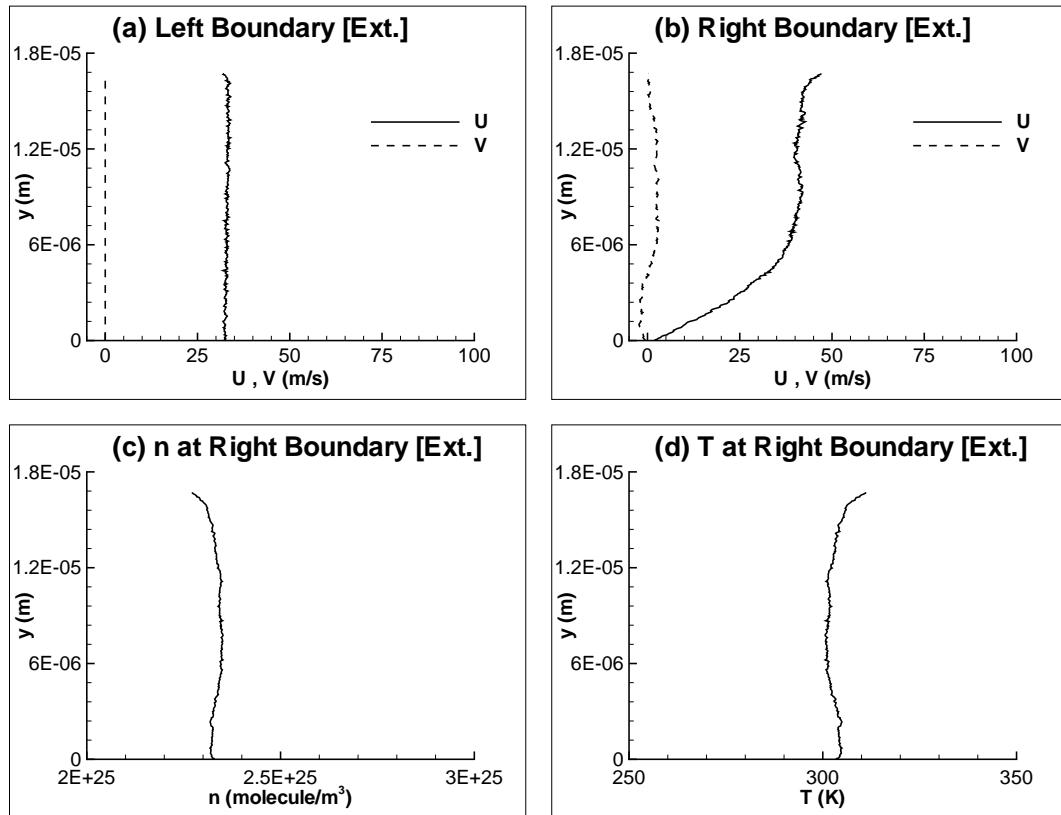 (a) Left Boundary [Ext.]
1.8E-05
1.2E-05
6E-06
0
y (m)
U
V
0
25
50
75
100
U , V (m/s)
(b) Right Boundary [Ext.]
1.8E-05
1.2E-05
6E-06
0
y (m)
U
V
0
25
50
75
100
U , V (m/s)
(c) n at Right Boundary [Ext.]
1.8E-05
1.2E-05
6E-06
0
y (m)
2E+25
2.5E+25
3E+25
n (molecule/m³)
(d) T at Right Boundary [Ext.]
1.8E-05
1.2E-05
6E-06
0
y (m)
250
300
350
T (K)